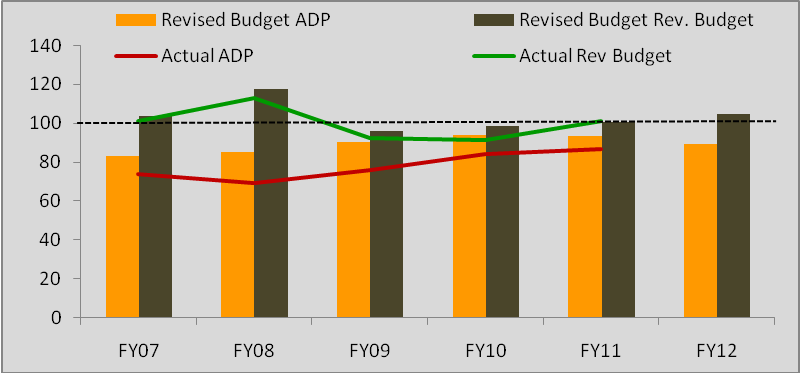 Revised Budget ADP Revised Budget Rev. Budget
Actual ADP Actual Rev Budget
140
120
100
80
60
40
20
0
FY07 FY08 FY09 FY10 FY11 FY12